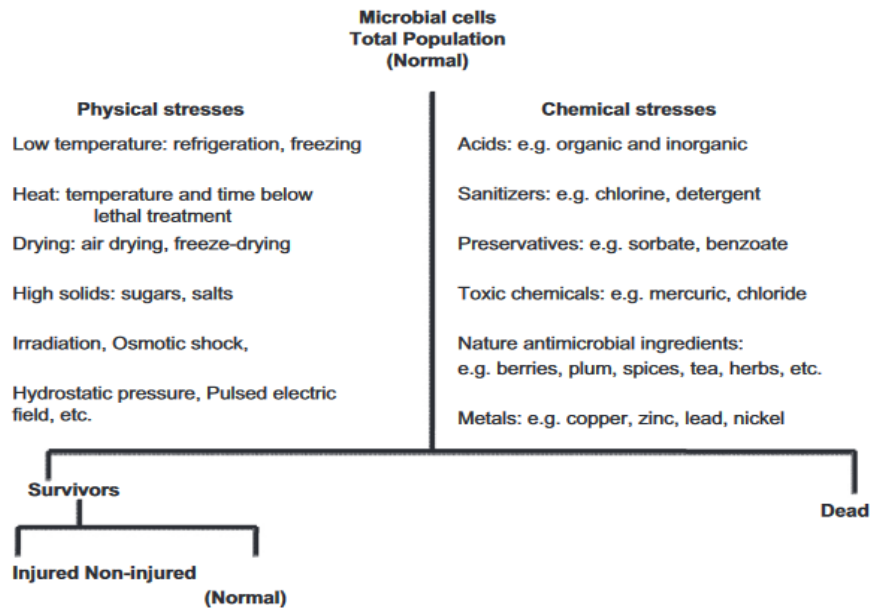 Microbial cells
Total Population
(Normal)
Physical stresses
Low temperature: refrigeration, freezing
Heat: temperature and time below
lethal treatment
Drying: air drying, freeze-drying
High solids: sugars, salts
Irradiation, Osmotic shock,
Hydrostatic pressure, Pulsed electric
field, etc.
Chemical stresses
Acids: e.g. organic and inorganic
Sanitizers: e.g. chlorine, detergent
Preservatives: e.g. sorbate, benzoate
Toxic chemicals: e.g. mercuric, chloride
Nature antimicrobial ingredients:
e.g. berries, plum, spices, tea, herbs, etc.
Metals: e.g. copper, zinc, lead, nickel
Survivors
Dead
Injured Non-injured
(Normal)